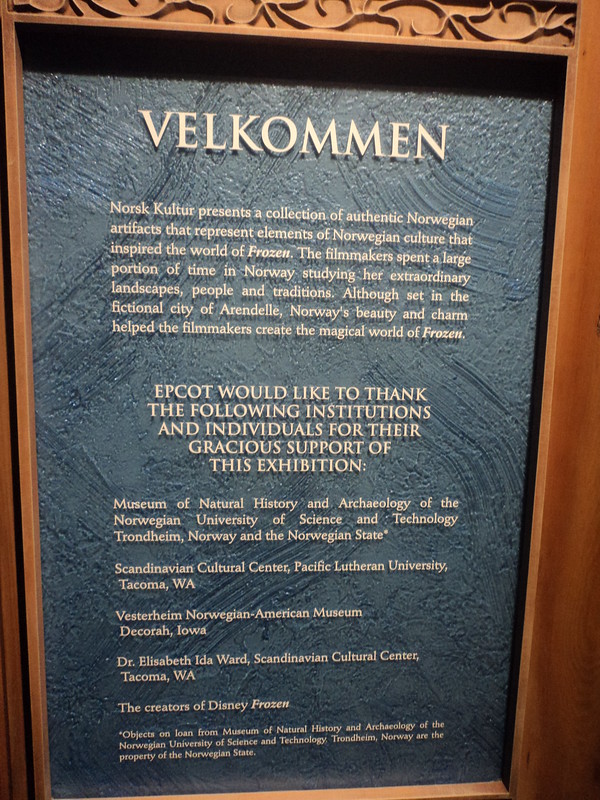 VELKOMMEN
Norsk Kultur presents a collection of authentic Norwegian
artifacts that represent elements of Norwegian culture that
inspired the world of Frozen. The filmmakers spent a large
portion of time in Norway studying her extraordinary
landscapes, people and traditions. Although set in the
fictional city of Arendelle, Norway's beauty and charm
helped the filmmakers create the magical world of Frozen.
EPCOT WOULD LIKE TO THANK
THE FOLLOWING INSTITUTIONS
AND INDIVIDUALS FOR THEIR
GRACIOUS SUPPORT OF
THIS EXHIBITION:
Museum of Natural History and Archaeology of the
Norwegian University of Science and Technology
Trondheim, Norway and the Norwegian State*
Scandinavian Cultural Center, Pacific Lutheran University,
Tacoma, WA
Vesterheim Norwegian-American Museum
Decorah, Iowa
Dr. Elisabeth Ida Ward, Scandinavian Cultural Center,
Tacoma, WA
The creators of Disney Frozen
*Objects on loan from Museum of Natural History and Archaeology of the
Norwegian University of Science and Technology. Trondheim, Norway are the
property of the Norwegian State.